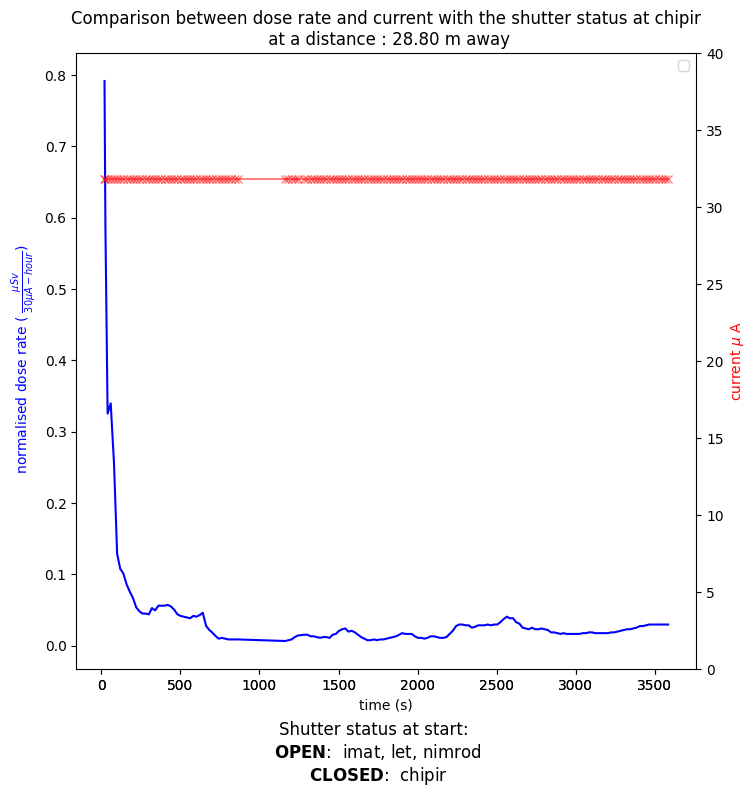 Comparison between dose rate and current with the shutter status at chipir
at a distance : 28.80 m away
0.8
0.7
0.6
0.5
0.4
0.3
0.2
0.1
0.0
normalised dose rate ( μSv / 30μA − hour )
40
35
30
25
20
15
10
5
0
current μ A
0 500 1000 1500 2000 2500 3000 3500
time (s)
Shutter status at start:
OPEN: imat, let, nimrod
CLOSED: chipir